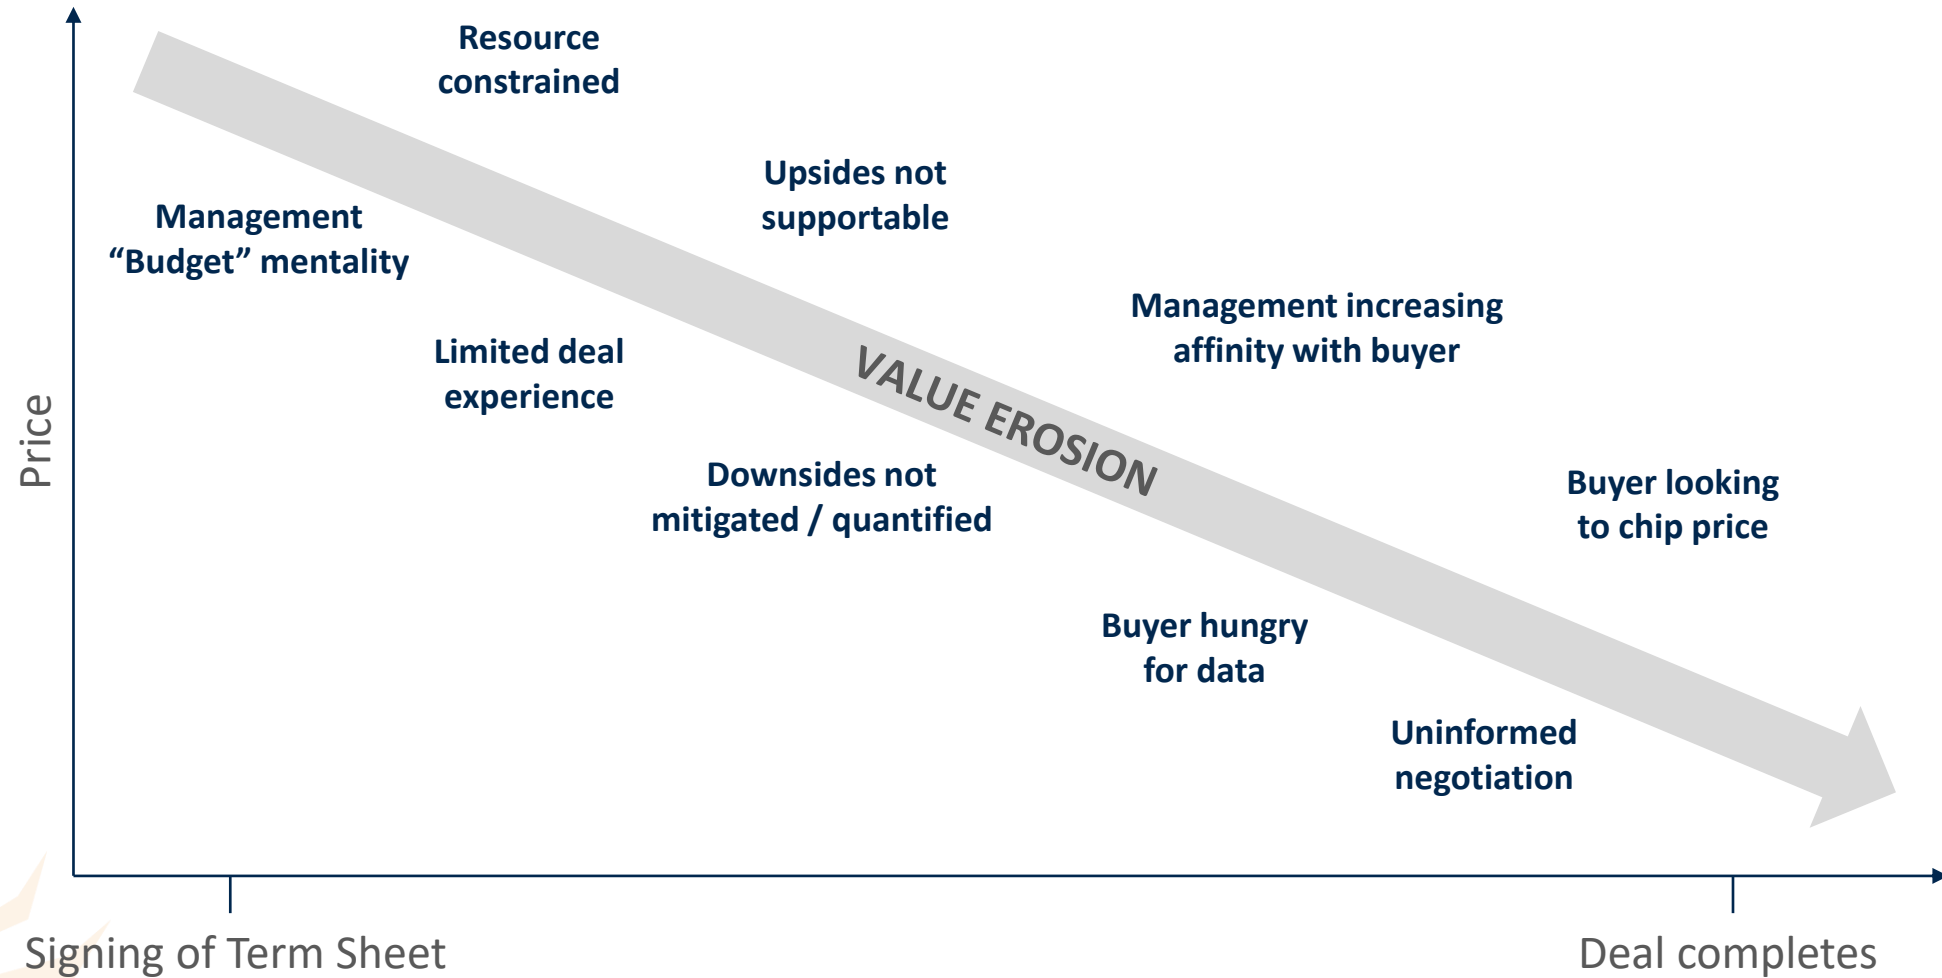 Resource
constrained
Upsides not
supportable
Management
“Budget” mentality
Management increasing
affinity with buyer
Limited deal
experience
VALUE EROSION
Price
Downsides not
mitigated / quantified
Buyer looking
to chip price
Buyer hungry
for data
Uninformed
negotiation
Signing of Term Sheet
Deal completes